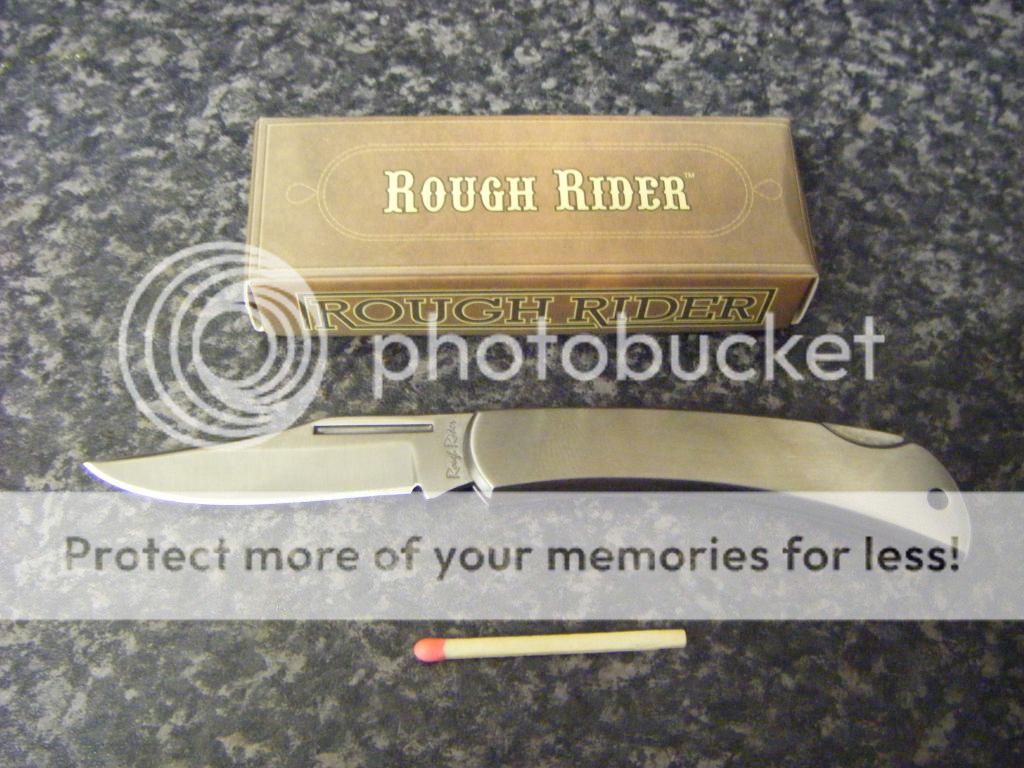 ROUGH RIDER™
ROUGH RIDER
photobucket
Rough Rider
Protect more of your memories for less!